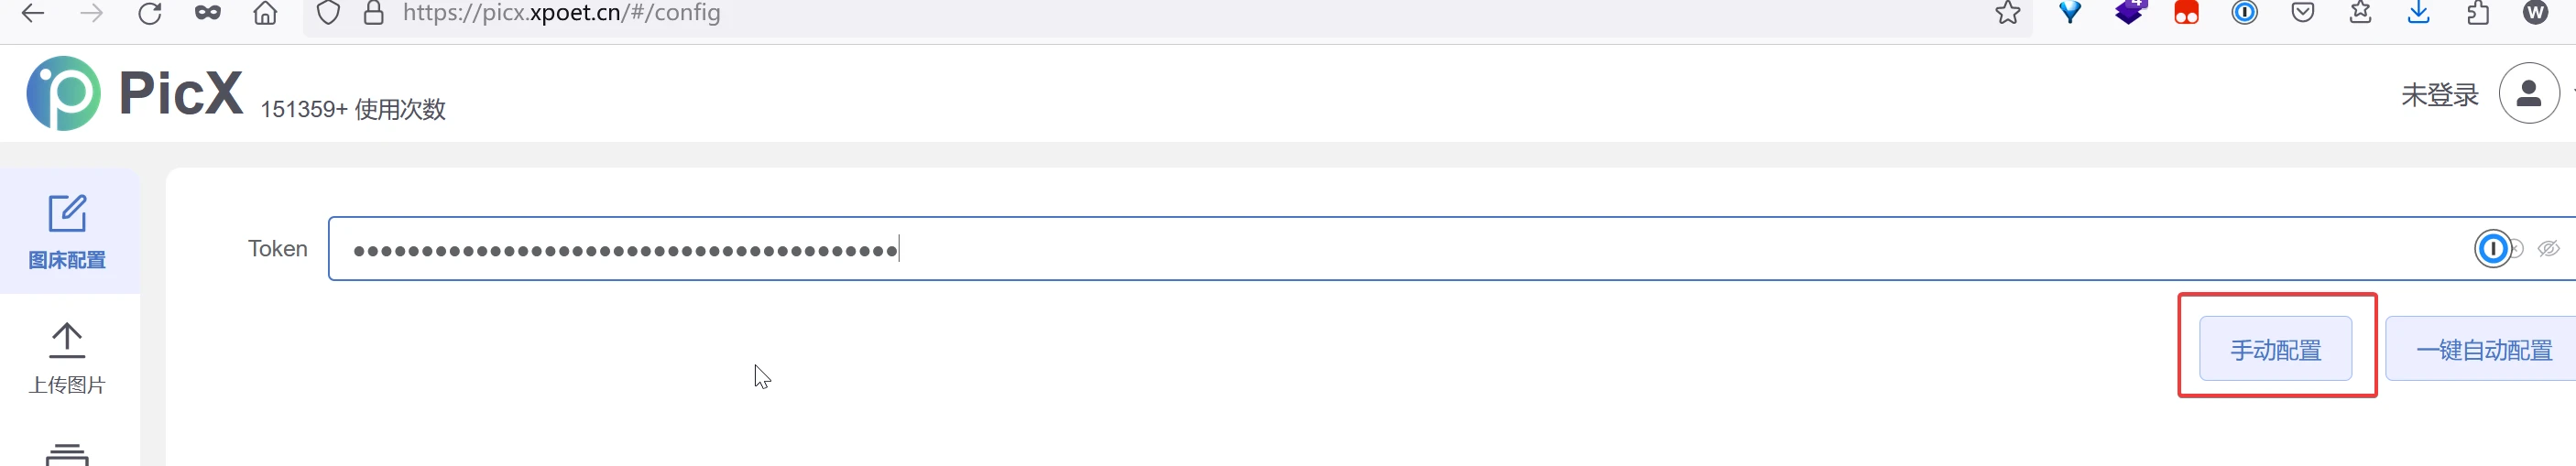 https://picx.xpoet.cn/#/config
4
W
PicX 151359+ 使用次数
未登录
图床配置
Token
上传图片
手动配置
一键自动配置